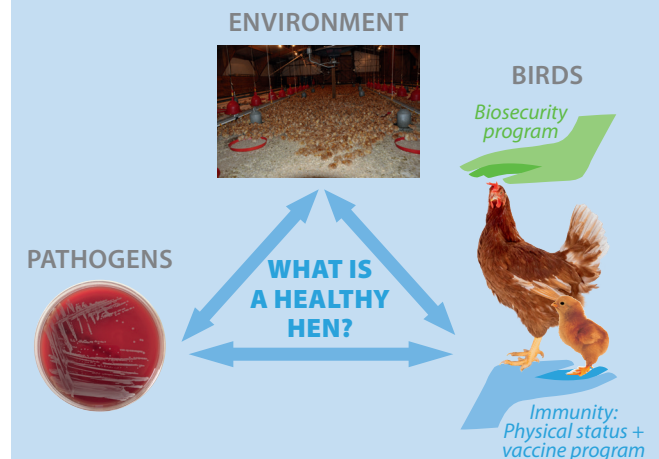 ENVIRONMENT
BIRDS
Biosecurity
program
PATHOGENS
WHAT IS
A HEALTHY
HEN?
Immunity:
Physical status +
vaccine program